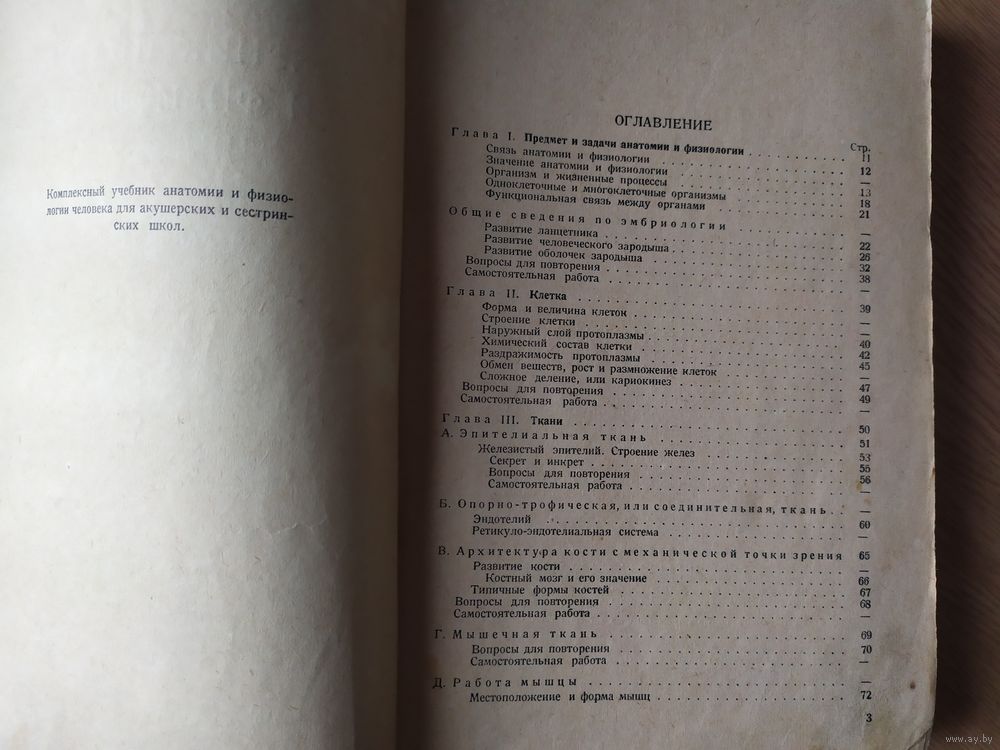 Комплексный учебник анатомии и физио-
логии человека для акушерских и сестрин-
ских школ.
ОГЛАВЛЕНИЕ
Стр.
Глава I. Предмет и задачи анатомии и физиологии 11
Связь анатомии и физиологии 12
Значение анатомии и физиологии —
Организм и жизненные процессы 13
Одноклеточные и многоклеточные организмы 18
Функциональная связь между органами 21
Общие сведения по эмбриологии —
Развитие ланцетника 22
Развитие человеческого зародыша 26
Развитие оболочек зародыша 32
Вопросы для повторения 38
Самостоятельная работа —
Глава II. Клетка 39
Форма и величина клеток —
Строение клетки —
Наружный слой протоплазмы 40
Химический состав клетки 42
Раздражимость протоплазмы 45
Обмен веществ, рост и размножение клеток —
Сложное деление, или кариокинез 47
Вопросы для повторения 49
Самостоятельная работа —
Глава III. Ткани 50
А. Эпителиальная ткань 51
Железистый эпителий. Строение желез 53
Секрет и инкрет 55
Вопросы для повторения 56
Самостоятельная работа —
Б. Опорно-трофическая, или соединительная, ткань —
Эндотелий 60
Ретикуло-эндотелиальная система —
В. Архитектура кости с механической точки зрения 65
Развитие кости —
Костный мозг и его значение 66
Типичные формы костей 67
Вопросы для повторения 68
Самостоятельная работа —
Г. Мышечная ткань 69
Вопросы для повторения 70
Самостоятельная работа —
Д. Работа мышцы —
Местоположение и форма мышц 72
3
www.ay.by